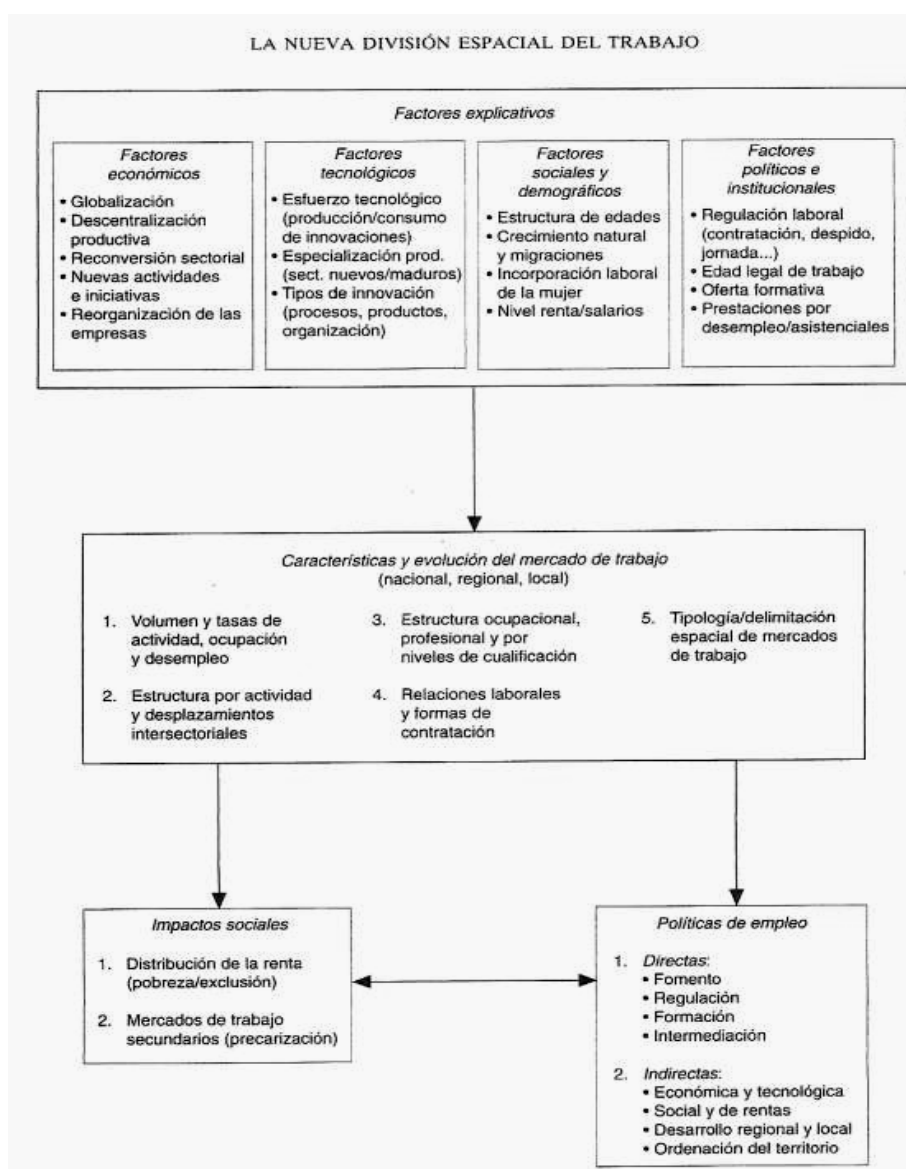 LA NUEVA DIVISIÓN ESPACIAL DEL TRABAJO
Factores explicativos
Factores
económicos
• Globalización
• Descentralización
productiva
• Reconversión sectorial
• Nuevas actividades
e iniciativas
• Reorganización de las
empresas
Factores
tecnológicos
• Esfuerzo tecnológico
(producción/consumo
de innovaciones)
• Especialización prod.
(sect. nuevos/maduros)
• Tipos de innovación
(procesos, productos,
organización)
Factores
sociales y
demográficos
• Estructura de edades
• Crecimiento natural
y migraciones
• Incorporación laboral
de la mujer
• Nivel renta/salarios
Factores
políticos e
institucionales
• Regulación laboral
(contratación, despido,
jornada...)
• Edad legal de trabajo
• Oferta formativa
• Prestaciones por
desempleo/asistenciales
Características y evolución del mercado de trabajo
(nacional, regional, local)
1. Volumen y tasas de
actividad, ocupación
y desempleo
2. Estructura por actividad
y desplazamientos
intersectoriales
3. Estructura ocupacional,
profesional y por
niveles de cualificación
4. Relaciones laborales
y formas de
contratación
5. Tipología/delimitación
espacial de mercados
de trabajo
Impactos sociales
1. Distribución de la renta
(pobreza/exclusión)
2. Mercados de trabajo
secundarios (precarización)
Políticas de empleo
1. Directas:
• Fomento
• Regulación
• Formación
• Intermediación
2. Indirectas:
• Económica y tecnológica
• Social y de rentas
• Desarrollo regional y local
• Ordenación del territorio